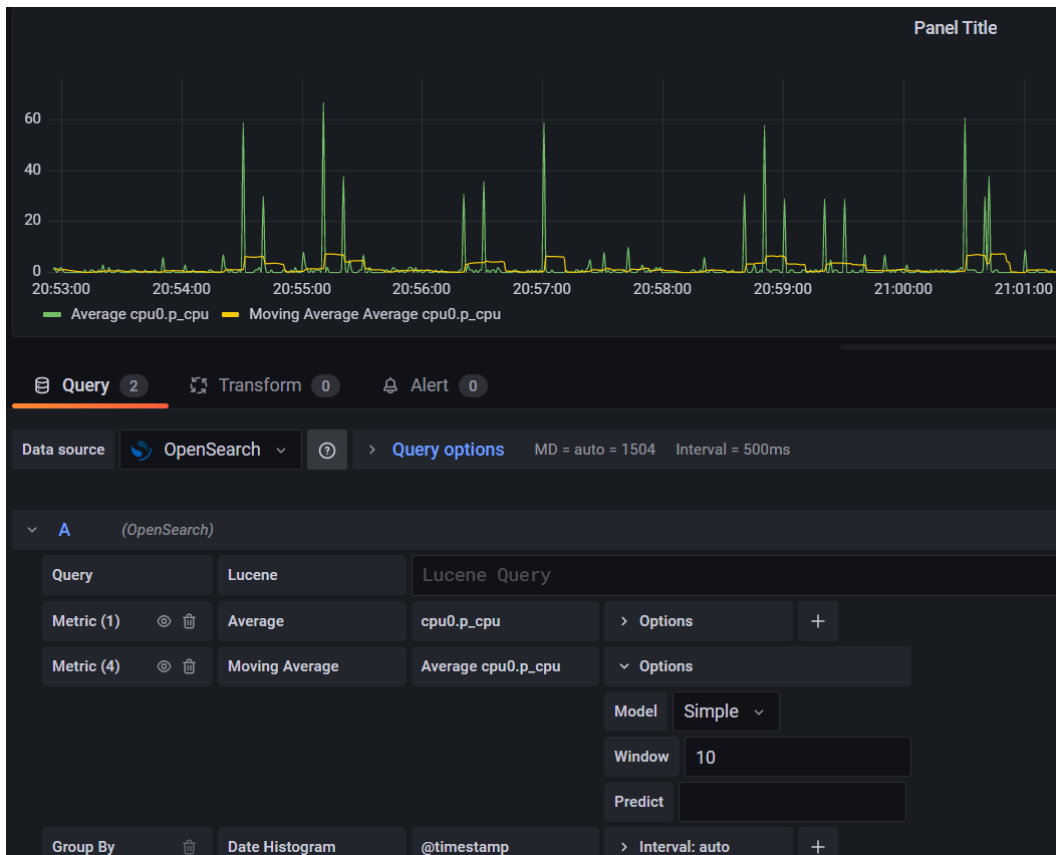 Panel Title
60
40
20
0
20:53:00 20:54:00 20:55:00 20:56:00 20:57:00 20:58:00 20:59:00 21:00:00 21:01:00
Average cpu0.p_cpu Moving Average Average cpu0.p_cpu
Query 2 Transform 0 Alert 0
Data source OpenSearch ? > Query options MD = auto = 1504 Interval = 500ms
A (OpenSearch)
Query Lucene Lucene Query
Metric (1) Average cpu0.p_cpu > Options +
Metric (4) Moving Average Average cpu0.p_cpu Options
Model Simple
Window 10
Predict
Group By Date Histogram @timestamp > Interval: auto +